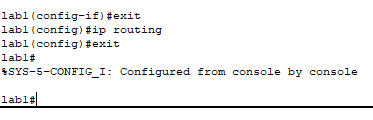 lab1(config-if)#exit
lab1(config)#ip routing
lab1(config)#exit
lab1#
%SYS-5-CONFIG_I: Configured from console by console
lab1#